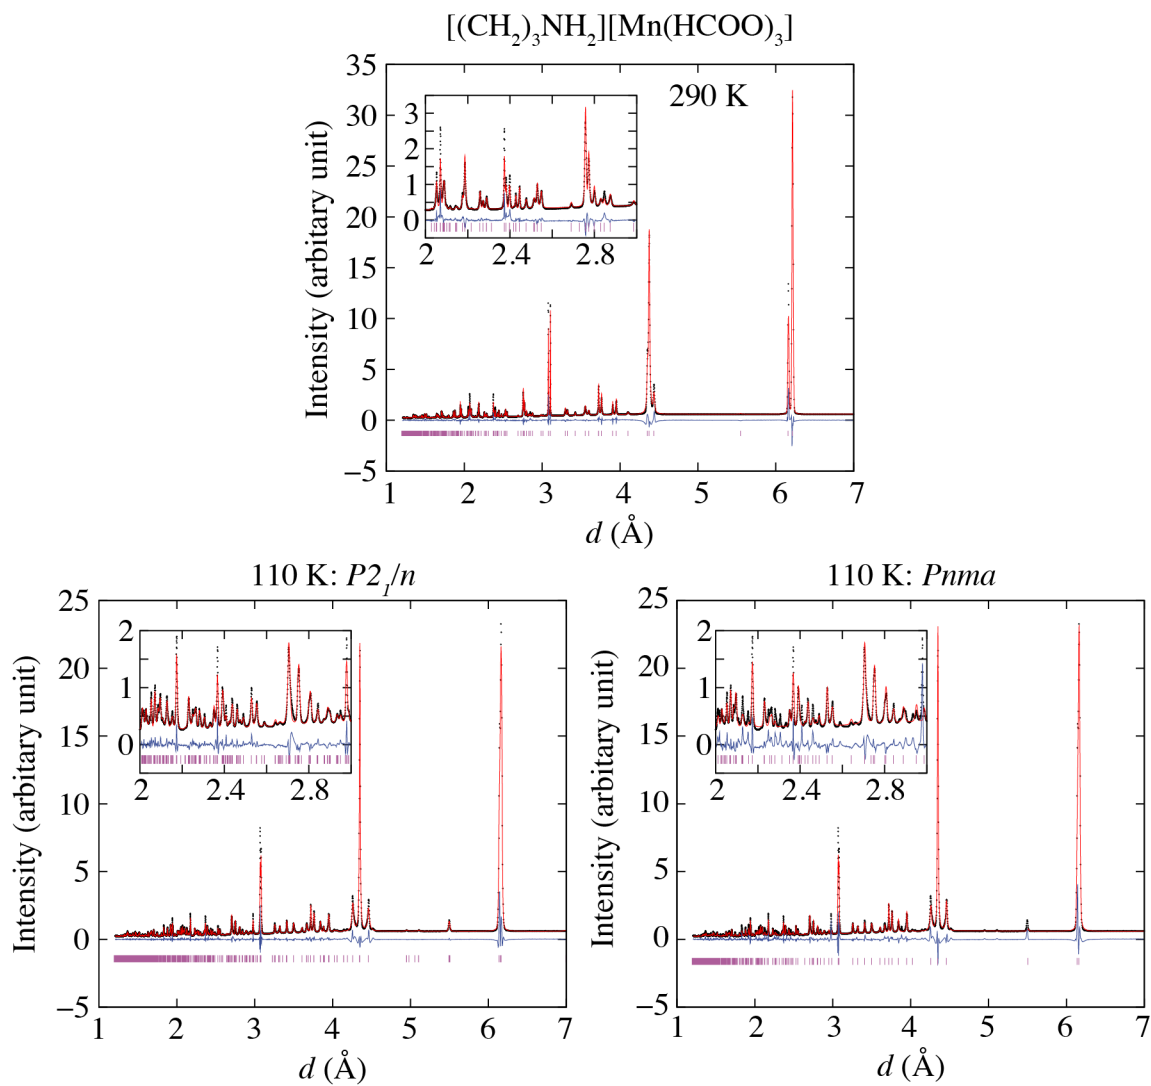 [(CH2)3NH2][Mn(HCOO)3]
290 K
Intensity (arbitary unit)
35
30
25
20
15
10
5
0
−5
3
2
1
0
2 2.4 2.8
1 2 3 4 5 6 7
d (Å)
110 K: P21/n
Intensity (arbitary unit)
25
20
15
10
5
0
−5
2
1
0
2 2.4 2.8
1 2 3 4 5 6 7
d (Å)
110 K: Pnma
Intensity (arbitary unit)
25
20
15
10
5
0
−5
2
1
0
2 2.4 2.8
1 2 3 4 5 6 7
d (Å)